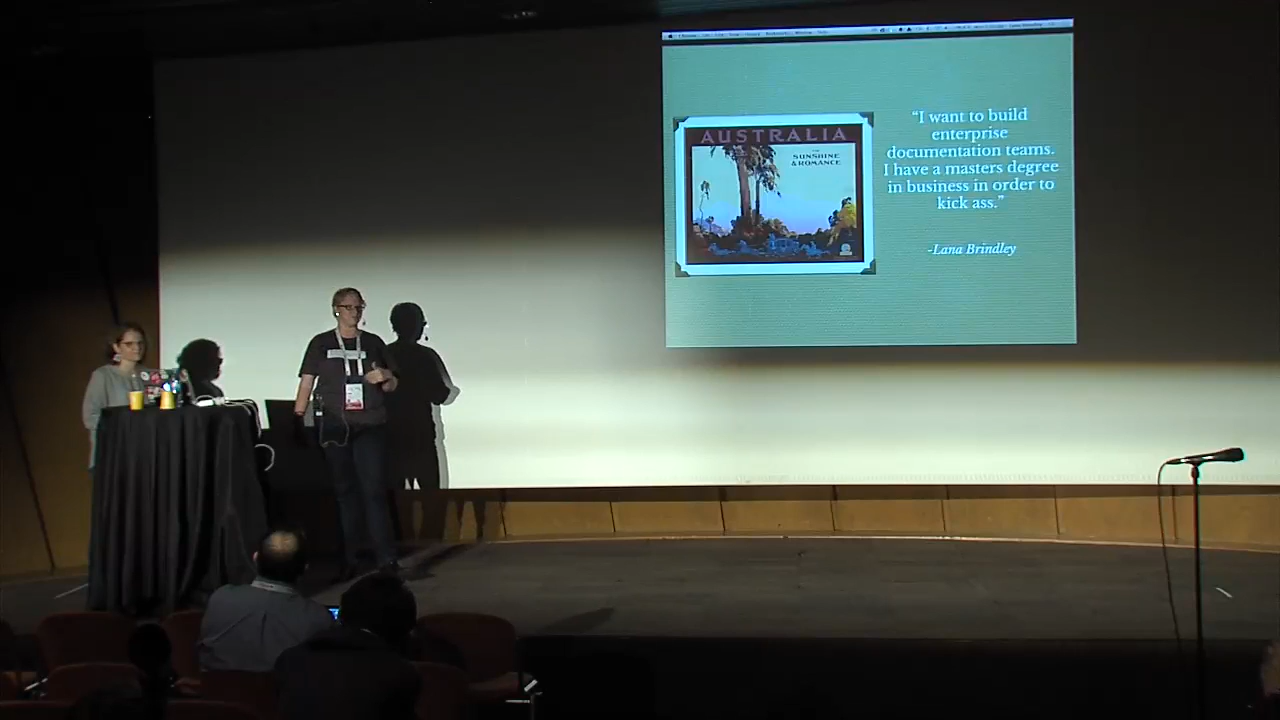 AUSTRALIA
SUNSHINE
& ROMANCE
“I want to build
enterprise
documentation teams.
I have a masters degree
in business in order to
kick ass.”
-Lana Brindley